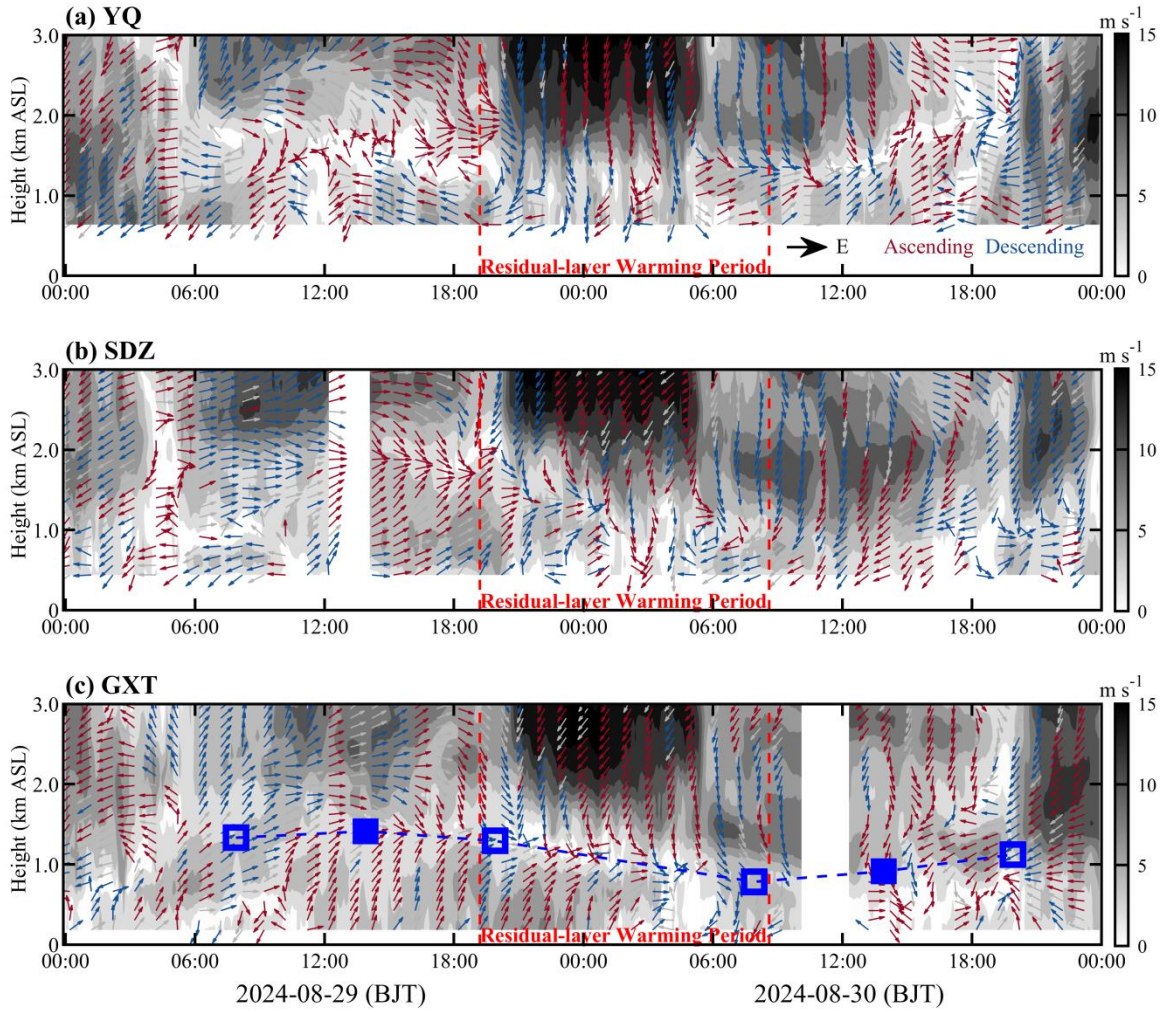 (a) YQ
m s-1
Height (km ASL)
3.0
2.0
1.0
0
15
10
5
0
E Ascending Descending
Residual-layer Warming Period
00:00 06:00 12:00 18:00 00:00 06:00 12:00 18:00 00:00
(b) SDZ
m s-1
Height (km ASL)
3.0
2.0
1.0
0
15
10
5
0
Residual-layer Warming Period
00:00 06:00 12:00 18:00 00:00 06:00 12:00 18:00 00:00
(c) GXT
m s-1
Height (km ASL)
3.0
2.0
1.0
0
15
10
5
0
Residual-layer Warming Period
00:00 06:00 12:00 18:00 00:00 06:00 12:00 18:00 00:00
2024-08-29 (BJT) 2024-08-30 (BJT)